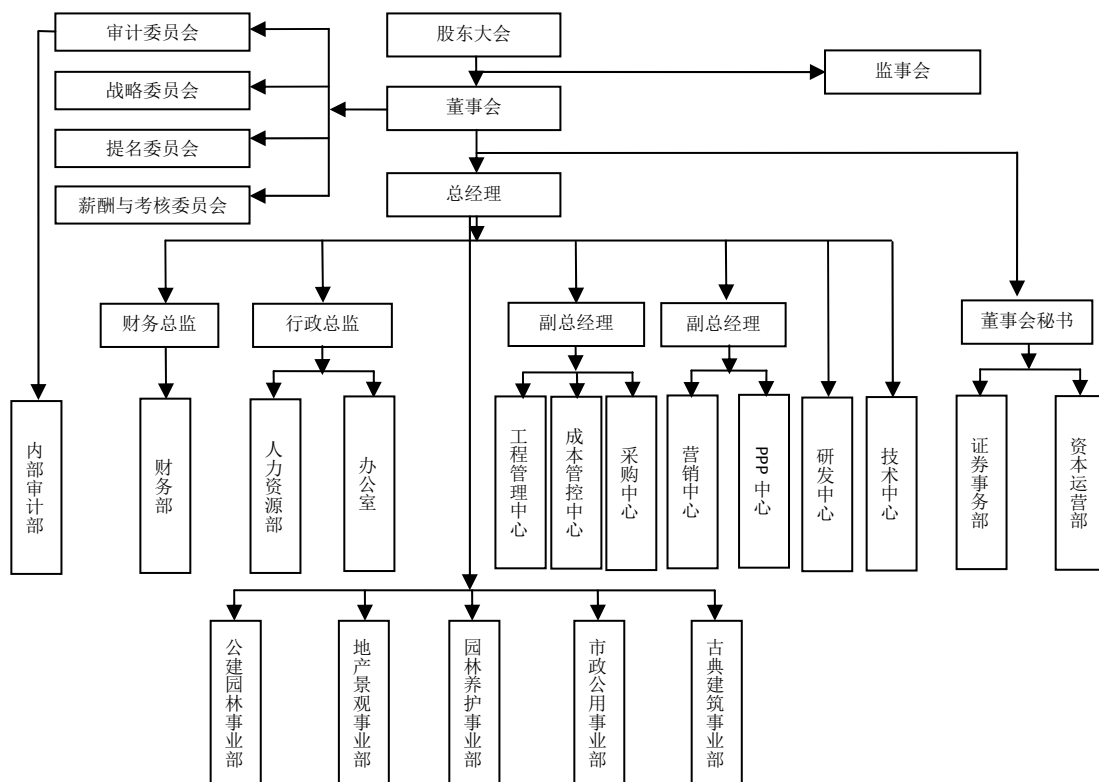 审计委员会
股东大会
监事会
战略委员会
董事会
提名委员会
总经理
薪酬与考核委员会
财务总监
行政总监
副总经理
副总经理
董事会秘书
内部审计部
财务部
人力资源部
办公室
工程管理中心
成本管控中心
采购中心
营销中心
PPP 中心
研发中心
技术中心
证券事务部
资本运营部
公建园林事业部
地产景观事业部
园林养护事业部
市政公用事业部
古典建筑事业部